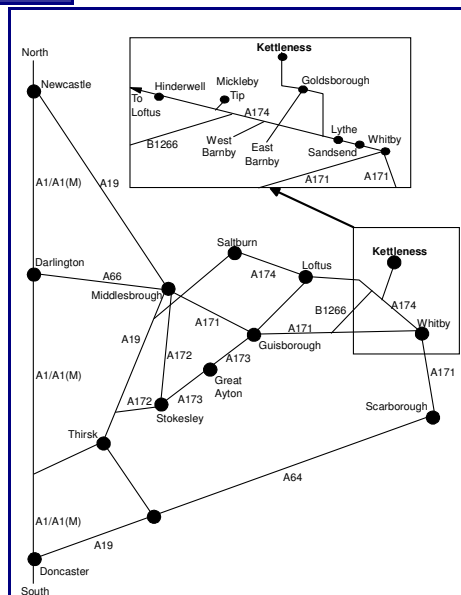 North
Newcastle
A1/A1(M)
A19
Darlington
A66
Middlesbrough
A1/A1(M)
A19
A172
A172
Stokesley
A173
Great
Ayton
A173
A171
Guisborough
Saltburn
A174
Loftus
B1266
A171
Kettleness
A174
Whitby
A171
Scarborough
A64
Thirsk
A1/A1(M)
A19
Doncaster
South
Kettleness
Hinderwell
Mickleby
Tip
Goldsborough
To
Loftus
A174
B1266
West
Barnby
East
Barnby
Lythe
Sandsend
Whitby
A171
A171